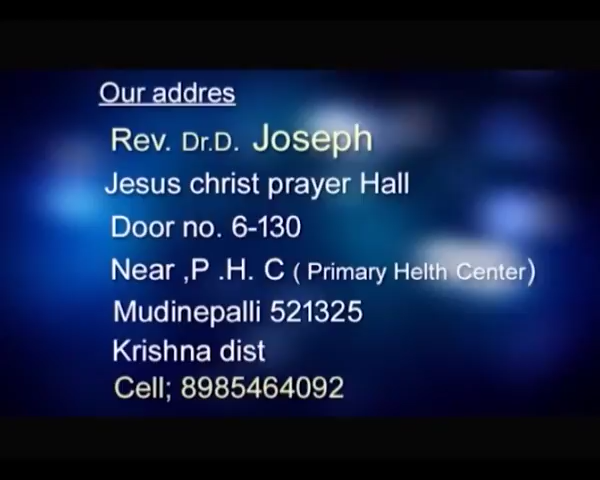 Our addres
Rev. Dr.D. Joseph
Jesus christ prayer Hall
Door no. 6-130
Near ,P .H. C ( Primary Helth Center)
Mudinepalli 521325
Krishna dist
Cell; 8985464092